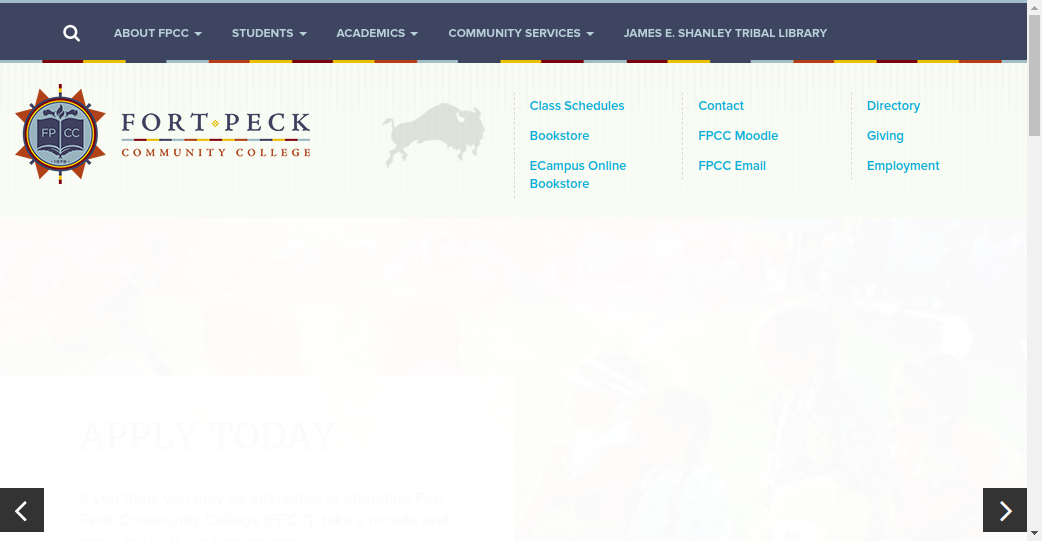 ABOUT FPCC
STUDENTS
ACADEMICS
COMMUNITY SERVICES
JAMES E. SHANLEY TRIBAL LIBRARY
FP CC
1978
FORT PECK
COMMUNITY COLLEGE
Class Schedules
Bookstore
ECampus Online
Bookstore
Contact
FPCC Moodle
FPCC Email
Directory
Giving
Employment
APPLY TODAY
If you think you may be interested in attending Fort
Peck Community College (FPCC), take a minute and